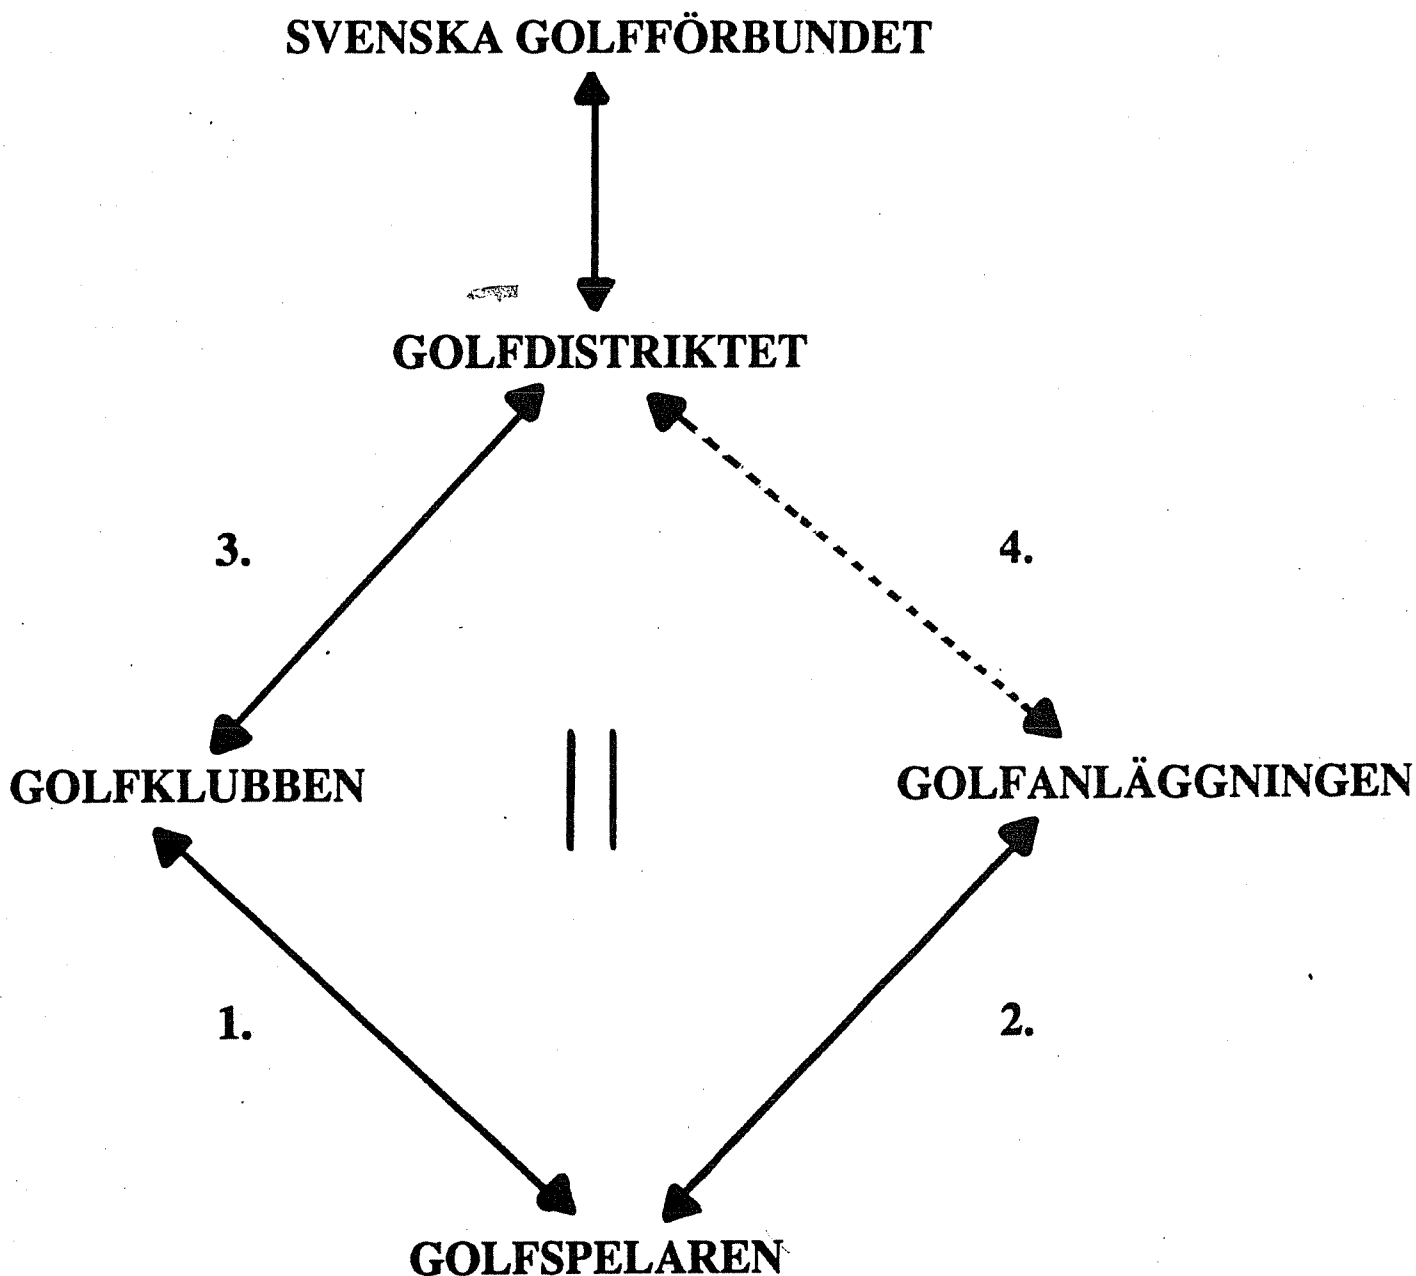 SVENSKA GOLFFÖRBUNDET
GOLFDISTRIKTET
3.
4.
GOLFKLUBBEN
GOLFANLÄGGNINGEN
1.
2.
GOLFSPELAREN